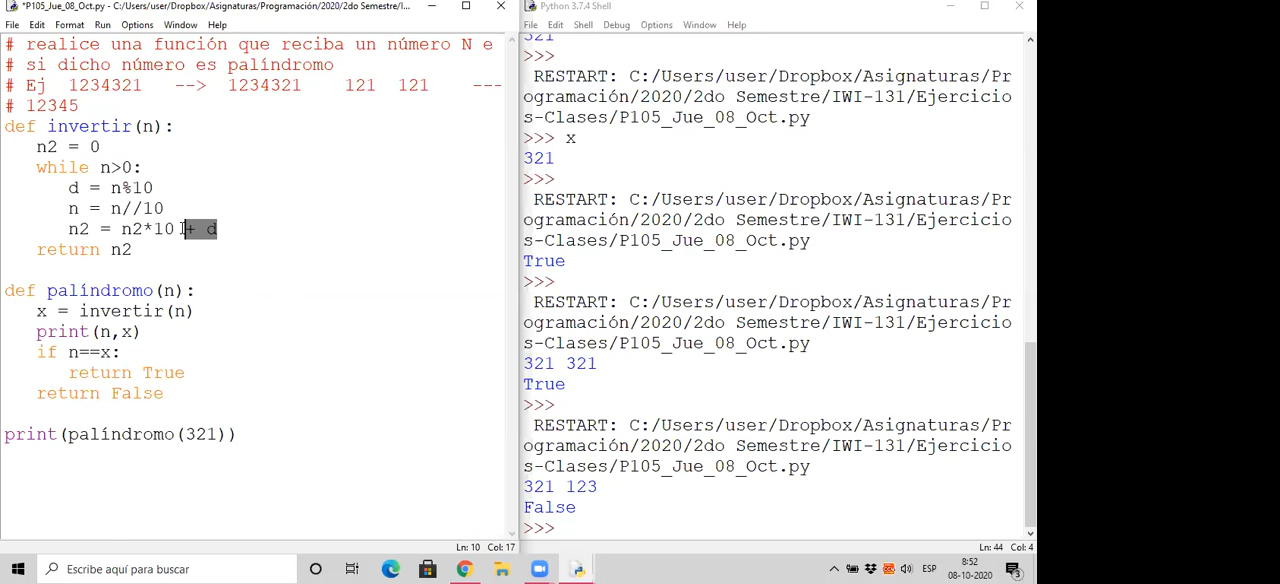 *P105_Jue_08_Oct.py - C:/Users/user/Dropbox/Asignaturas/Programación/2020/2do Semestre/I...
File Edit Format Run Options Window Help
# realice una función que reciba un número N e
# si dicho número es palíndromo
# Ej 1234321 --> 1234321 121 121 ---
# 12345
def invertir(n):
n2 = 0
while n>0:
d = n%10
n = n//10
n2 = n2*10 + d
return n2
def palíndromo(n):
x = invertir(n)
print(n,x)
if n==x:
return True
return False
print(palíndromo(321))
Ln: 10 Col: 17
Python 3.7.4 Shell
File Edit Shell Debug Options Window Help
321
>>>
RESTART: C:/Users/user/Dropbox/Asignaturas/Pr
ogramación/2020/2do Semestre/IWI-131/Ejercicio
s-Clases/P105_Jue_08_Oct.py
>>> x
321
>>>
RESTART: C:/Users/user/Dropbox/Asignaturas/Pr
ogramación/2020/2do Semestre/IWI-131/Ejercicio
s-Clases/P105_Jue_08_Oct.py
True
>>>
RESTART: C:/Users/user/Dropbox/Asignaturas/Pr
ogramación/2020/2do Semestre/IWI-131/Ejercicio
s-Clases/P105_Jue_08_Oct.py
321 321
True
>>>
RESTART: C:/Users/user/Dropbox/Asignaturas/Pr
ogramación/2020/2do Semestre/IWI-131/Ejercicio
s-Clases/P105_Jue_08_Oct.py
321 123
False
>>>
Ln: 44 Col: 4
Escribe aquí para buscar
ESP
8:52
08-10-2020
3